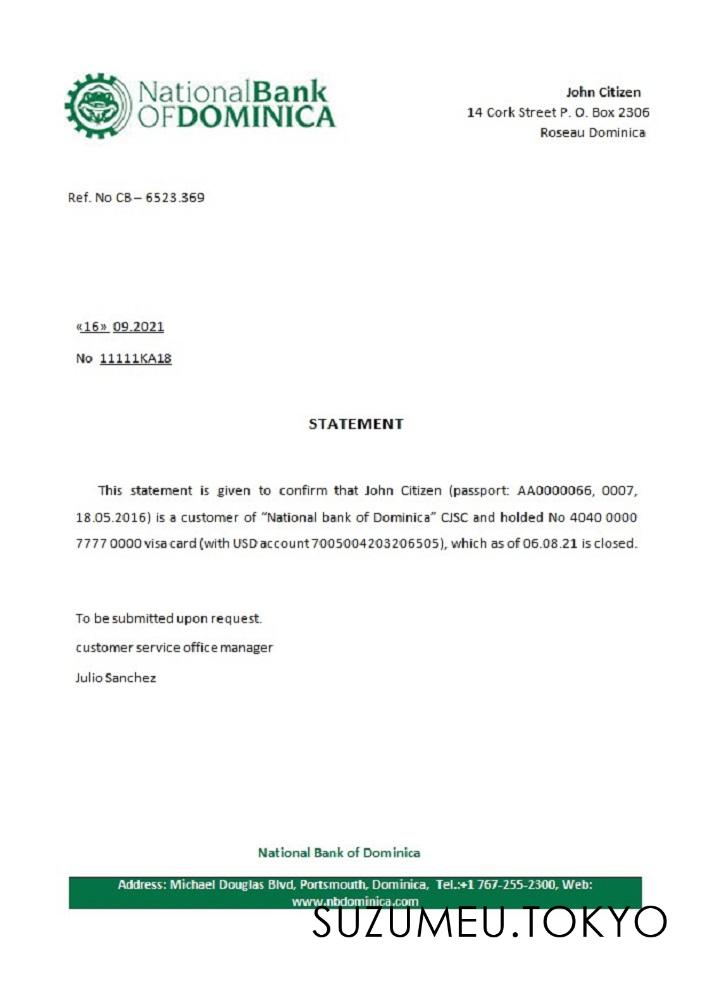 NationalBank
OFDOMINICA
John Citizen
14 Cork Street P. O. Box 2306
Roseau Dominica
Ref. No CB – 6523.369
«16» 09.2021
No 11111KA18
STATEMENT
This statement is given to confirm that John Citizen (passport: AA0000066, 0007,
18.05.2016) is a customer of “National bank of Dominica” CJSC and holded No 4040 0000
7777 0000 visa card (with USD account 7005004203206505), which as of 06.08.21 is closed.
To be submitted upon request.
customer service office manager
Julio Sanchez
National Bank of Dominica
Address: Michael Douglas Blvd, Portsmouth, Dominica, Tel.:+1 767-255-2300, Web:
www.nbdominica.com
SUZUMEU.TOKYO